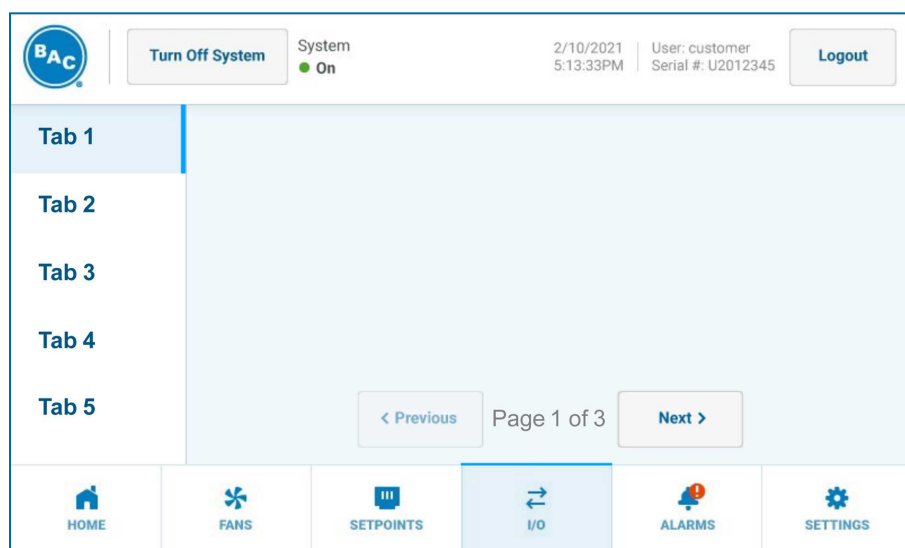 BAC
®
Turn Off System
System
On
2/10/2021
5:13:33PM
User: customer
Serial #: U2012345
Logout
Tab 1
Tab 2
Tab 3
Tab 4
Tab 5
< Previous
Page 1 of 3
Next >
HOME
FANS
SETPOINTS
I/O
ALARMS
SETTINGS